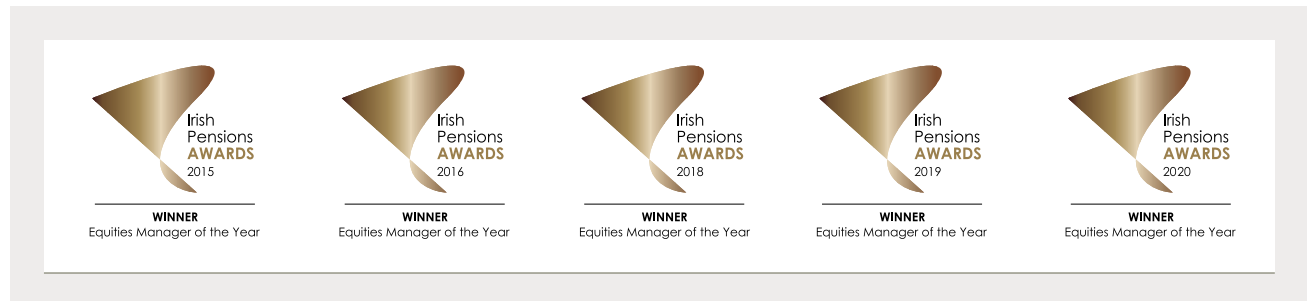 Irish
Pensions
AWARDS
2015
WINNER
Equities Manager of the Year
Irish
Pensions
AWARDS
2016
WINNER
Equities Manager of the Year
Irish
Pensions
AWARDS
2018
WINNER
Equities Manager of the Year
Irish
Pensions
AWARDS
2019
WINNER
Equities Manager of the Year
Irish
Pensions
AWARDS
2020
WINNER
Equities Manager of the Year